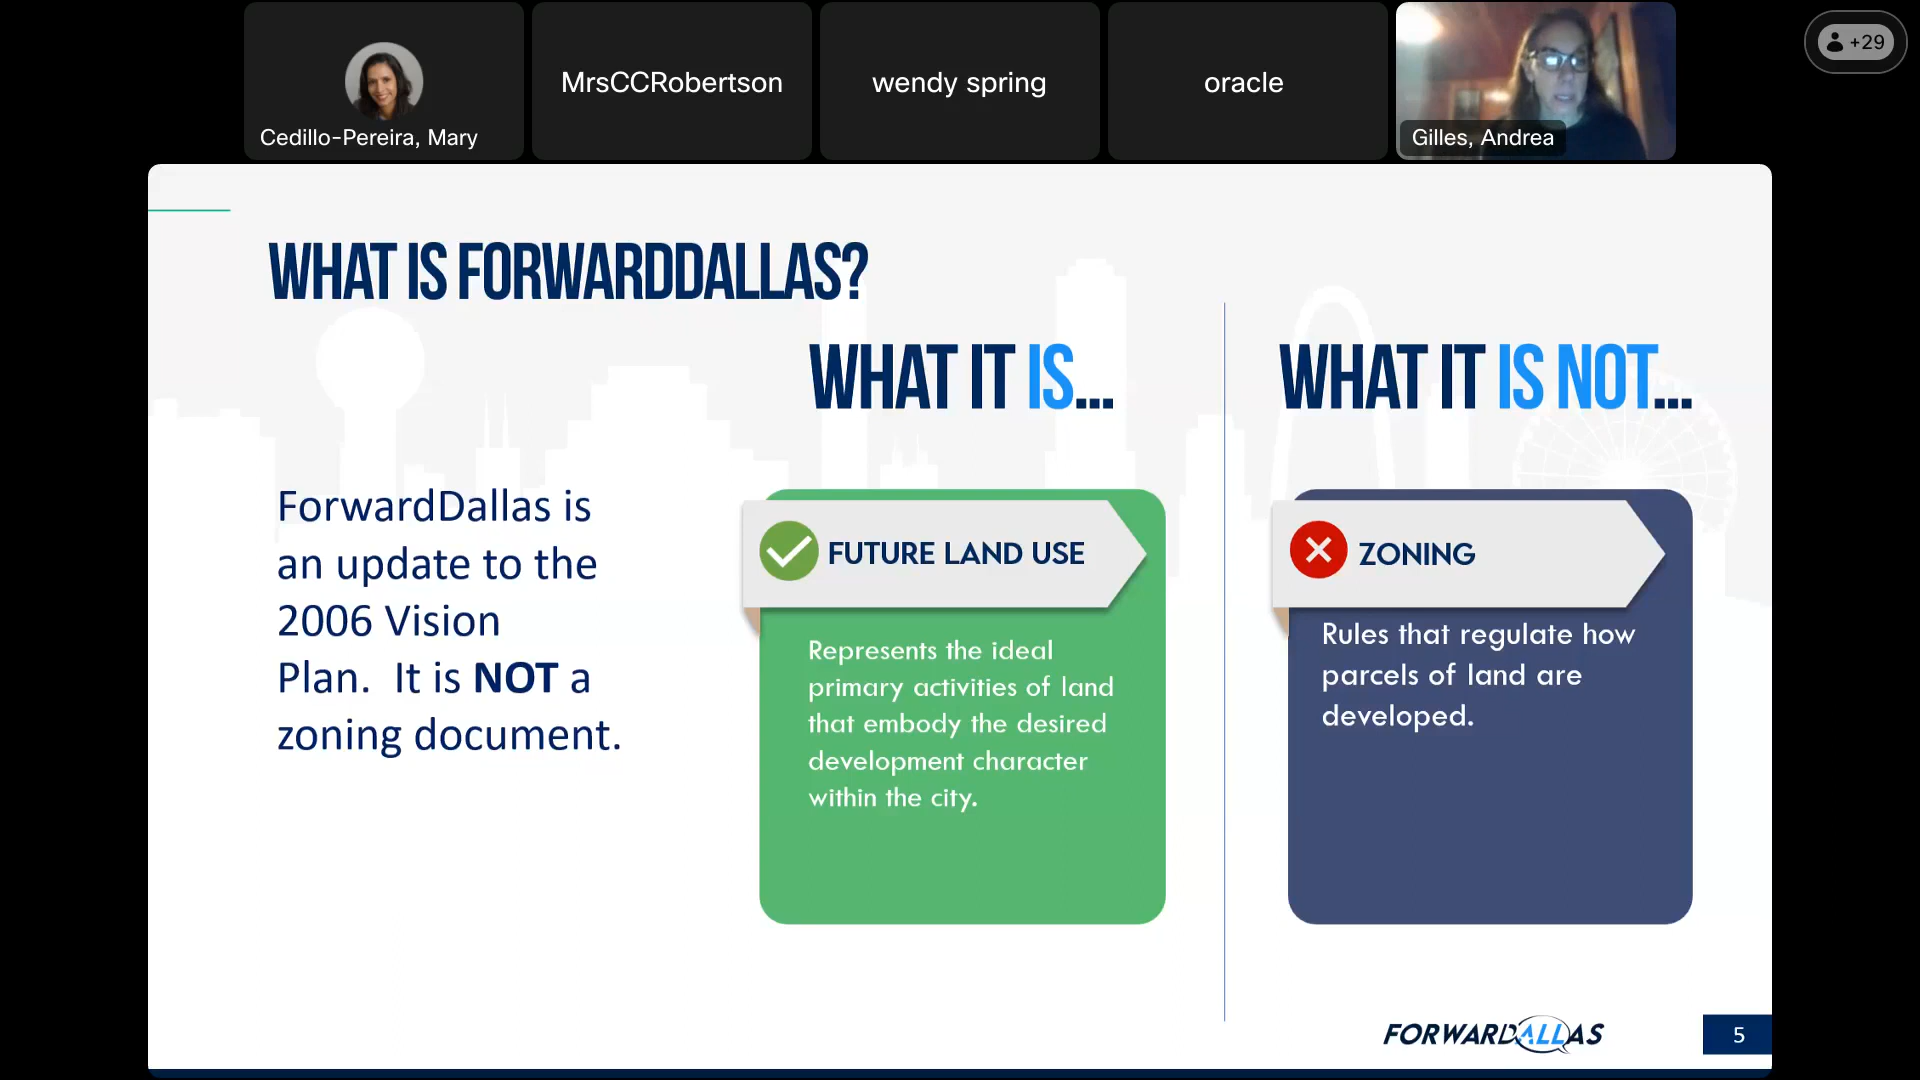 Cedillo-Pereira, Mary
MrsCCRobertson
wendy spring
oracle
Gilles, Andrea
+29
WHAT IS FORWARDDALLAS?
WHAT IT IS...
WHAT IT IS NOT...
ForwardDallas is
an update to the
2006 Vision
Plan.  It is NOT a
zoning document.
FUTURE LAND USE
Represents the ideal
primary activities of land
that embody the desired
development character
within the city.
ZONING
Rules that regulate how
parcels of land are
developed.
FORWARDALLAS
5